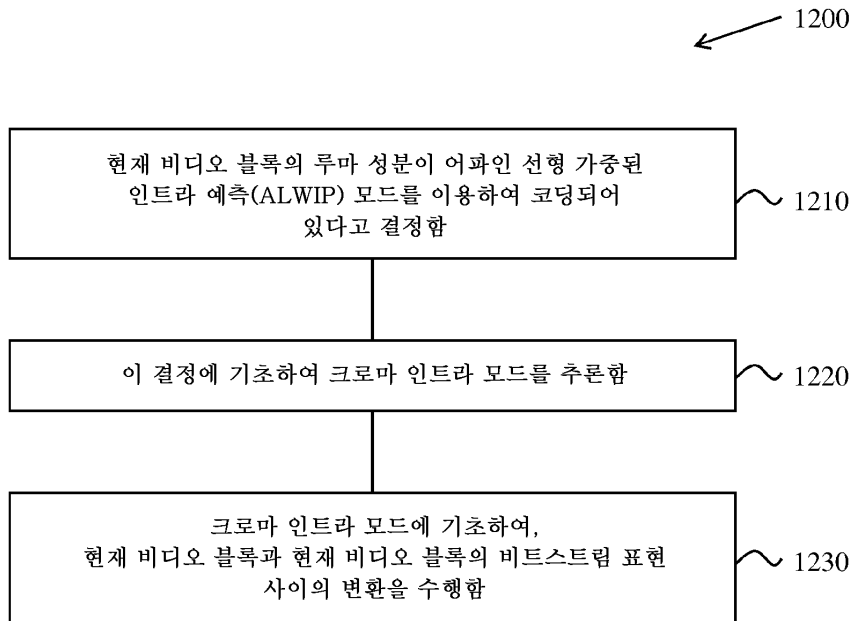 1200
현재 비디오 블록의 루마 성분이 어파인 선형 가중된
인트라 예측(ALWIP) 모드를 이용하여 코딩되어
있다고 결정함
1210
이 결정에 기초하여 크로마 인트라 모드를 추론함
1220
크로마 인트라 모드에 기초하여,
현재 비디오 블록과 현재 비디오 블록의 비트스트림 표현
사이의 변환을 수행함
1230